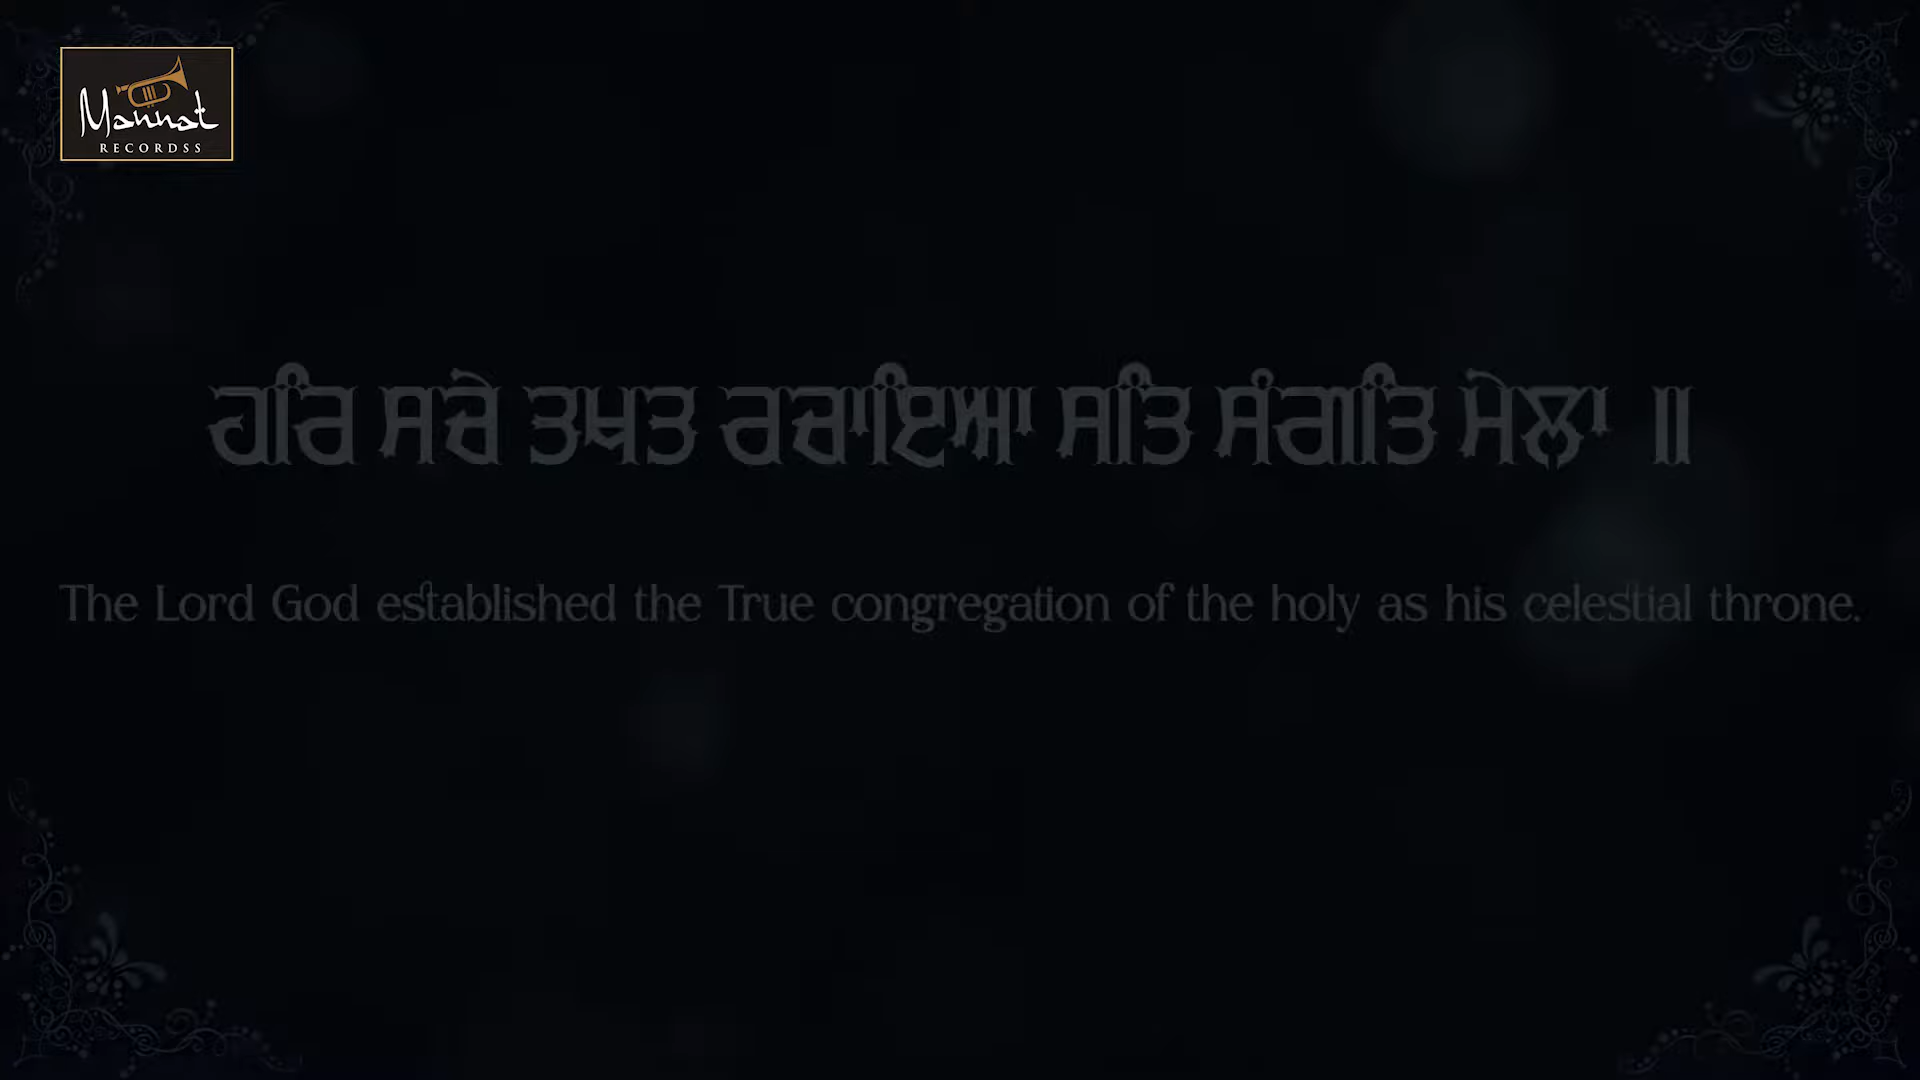 Mannat
RECORDSS
ਹਰਿ ਸਚੇ ਤਖਤ ਰਚਾਇਆ ਸਤਿ ਸੰਗਤਿ ਮੇਲਾ ॥
The Lord God established the True congregation of the holy as his celestial throne.